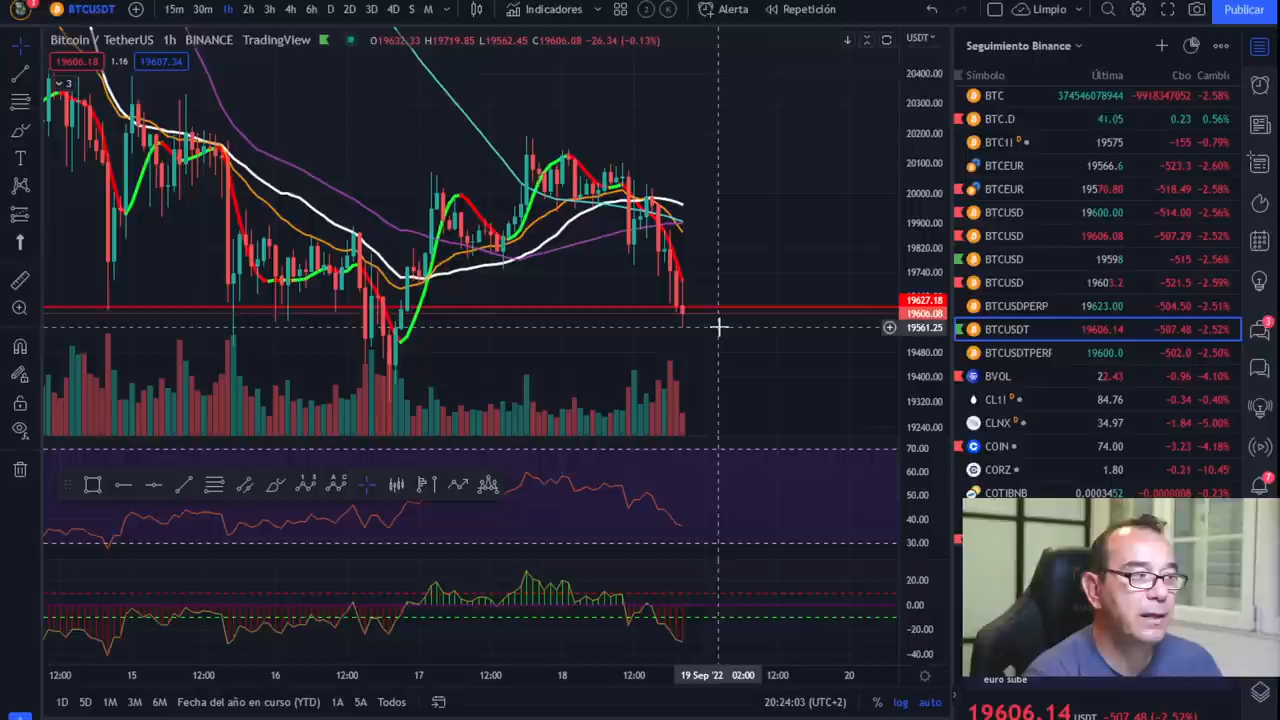 BTCUSDT 15m 30m 1h 2h 3h 4h 6h D 2D 3D 4D S M Indicadores Alerta Repetición LImpio Publicar
Bitcoin / TetherUS 1h BINANCE TradingView O19632.33 H19719.85 L19562.45 C19606.08 −26.34 (−0.13%) USDT
19606.18 1.16 19607.34
3
20400.00
20300.00
20200.00
20100.00
20000.00
19900.00
19820.00
19740.00
19627.18
19606.08
19561.25
19480.00
19400.00
19320.00
19240.00
70.00
60.00
50.00
40.00
30.00
20.00
0.00
−20.00
−40.00
12:00 15 12:00 16 12:00 17 12:00 18 12:00 19 Sep '22 02:00 12:00 20
1D 5D 1M 3M 6M Fecha del año en curso (YTD) 1A 5A Todos 20:24:03 (UTC+2) % log auto
Seguimiento Binance
Símbolo Última Cbo Cambic
BTC 374546078944 −9918347052 −2.58%
BTC.D 41.05 0.23 0.56%
BTC1! D 19575 −155 −0.79%
BTCEUR 19566.6 −523.3 −2.60%
BTCEUR 19570.80 −518.49 −2.58%
BTCUSD 19600.00 −514.00 −2.56%
BTCUSD 19606.08 −507.29 −2.52%
BTCUSD 19598 −515 −2.56%
BTCUSD 19603.2 −521.5 −2.59%
BTCUSDPERP 19623.00 −504.50 −2.51%
BTCUSDT 19606.14 −507.48 −2.52%
BTCUSDTPERF 19600.0 −502.0 −2.50%
BVOL 22.43 −0.96 −4.10%
CL1! D 84.76 −0.34 −0.40%
CLNX D 34.97 −1.84 −5.00%
COIN 74.00 −3.23 −4.18%
CORZ 1.80 −0.21 −10.45
COTIBNB 0.0003452 −0.0000008 −0.23%
euro sube
19606.14 USDT −507.48 (−2.52%)
3
7